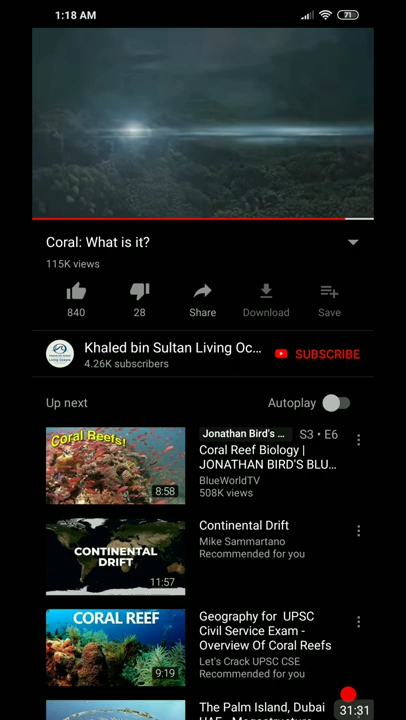 1:18 AM
71
Coral: What is it?
115K views
840
28
Share
Download
Save
Khaled bin Sultan Living Oc...
4.26K subscribers
SUBSCRIBE
Up next
Autoplay
Coral Reefs!
8:58
Jonathan Bird's ...
S3 • E6
Coral Reef Biology |
JONATHAN BIRD'S BLU...
BlueWorldTV
508K views
CONTINENTAL
DRIFT
11:57
Continental Drift
Mike Sammartano
Recommended for you
CORAL REEF
9:19
Geography for UPSC
Civil Service Exam -
Overview Of Coral Reefs
Let's Crack UPSC CSE
Recommended for you
The Palm Island, Dubai
31:31